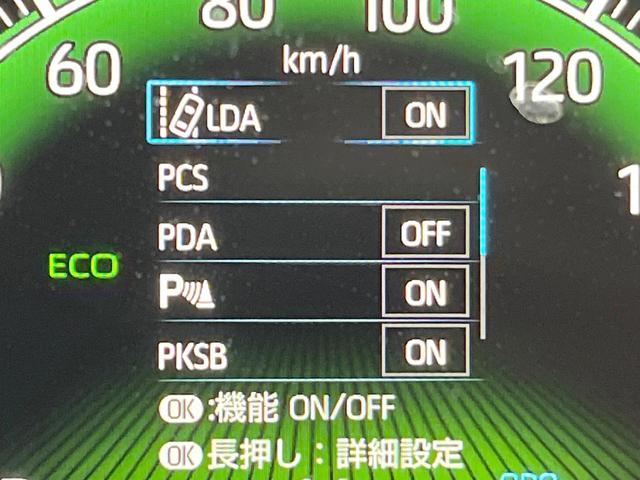 80 100
60 km/h 120
LDA ON
PCS
PDA OFF
ECO
P ON
PKSB ON
OK:機能 ON/OFF
OK長押し：詳細設定